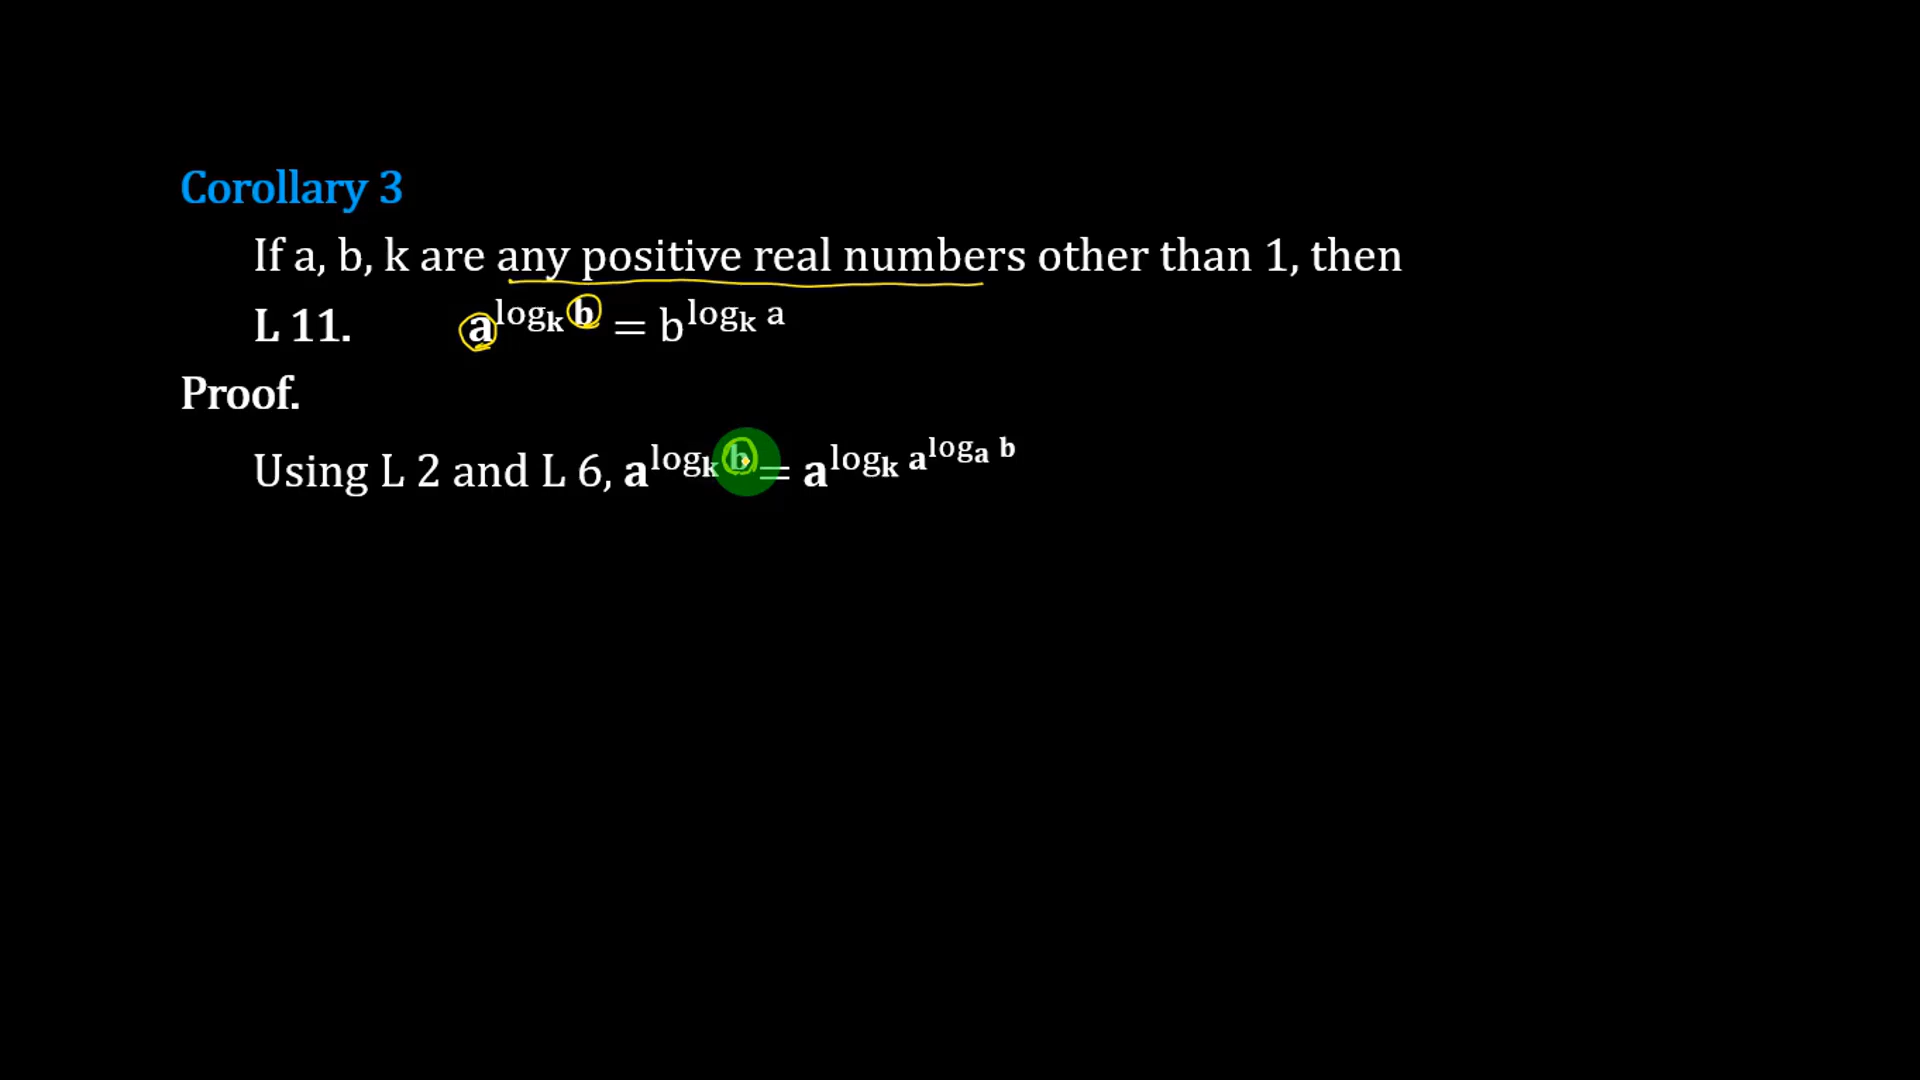 Corollary 3
If a, b, k are any positive real numbers other than 1, then
L 11. a^{log_k b} = b^{log_k a}
Proof.
Using L 2 and L 6, a^{log_k b} = a^{log_k a^{log_a b}}